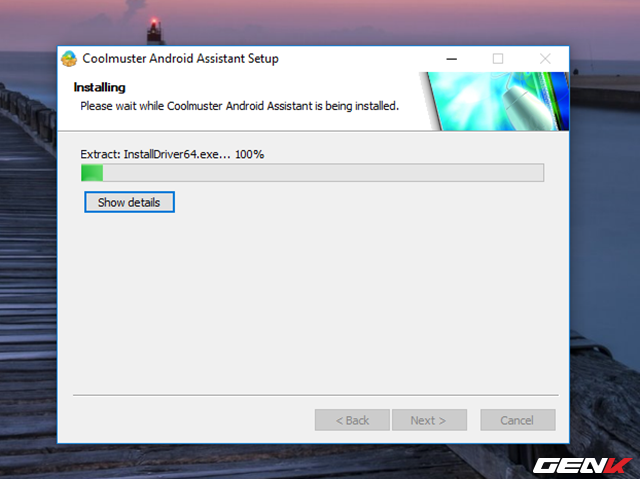 Coolmuster Android Assistant Setup
Installing
Please wait while Coolmuster Android Assistant is being installed.
Extract: InstallDriver64.exe... 100%
Show details
< Back
Next >
Cancel
GENK